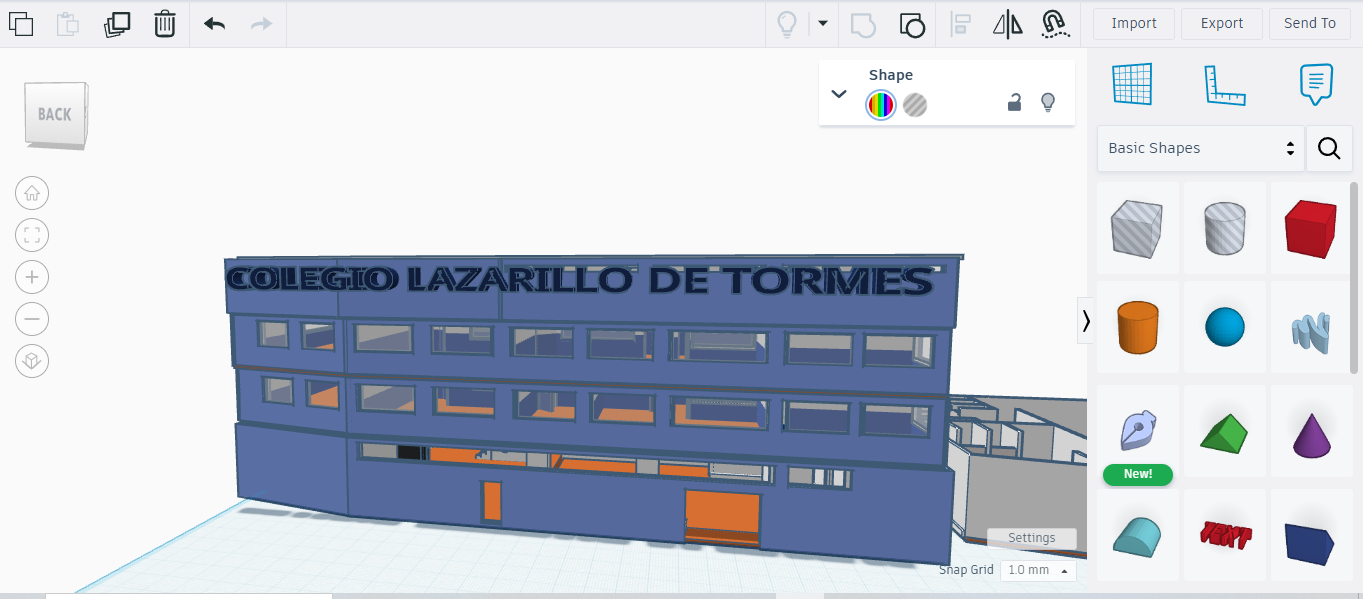 Import Export Send To
BACK
Shape
Basic Shapes
COLEGIO LAZARILLO DE TORMES
New!
TEXT
Settings
Snap Grid 1.0 mm